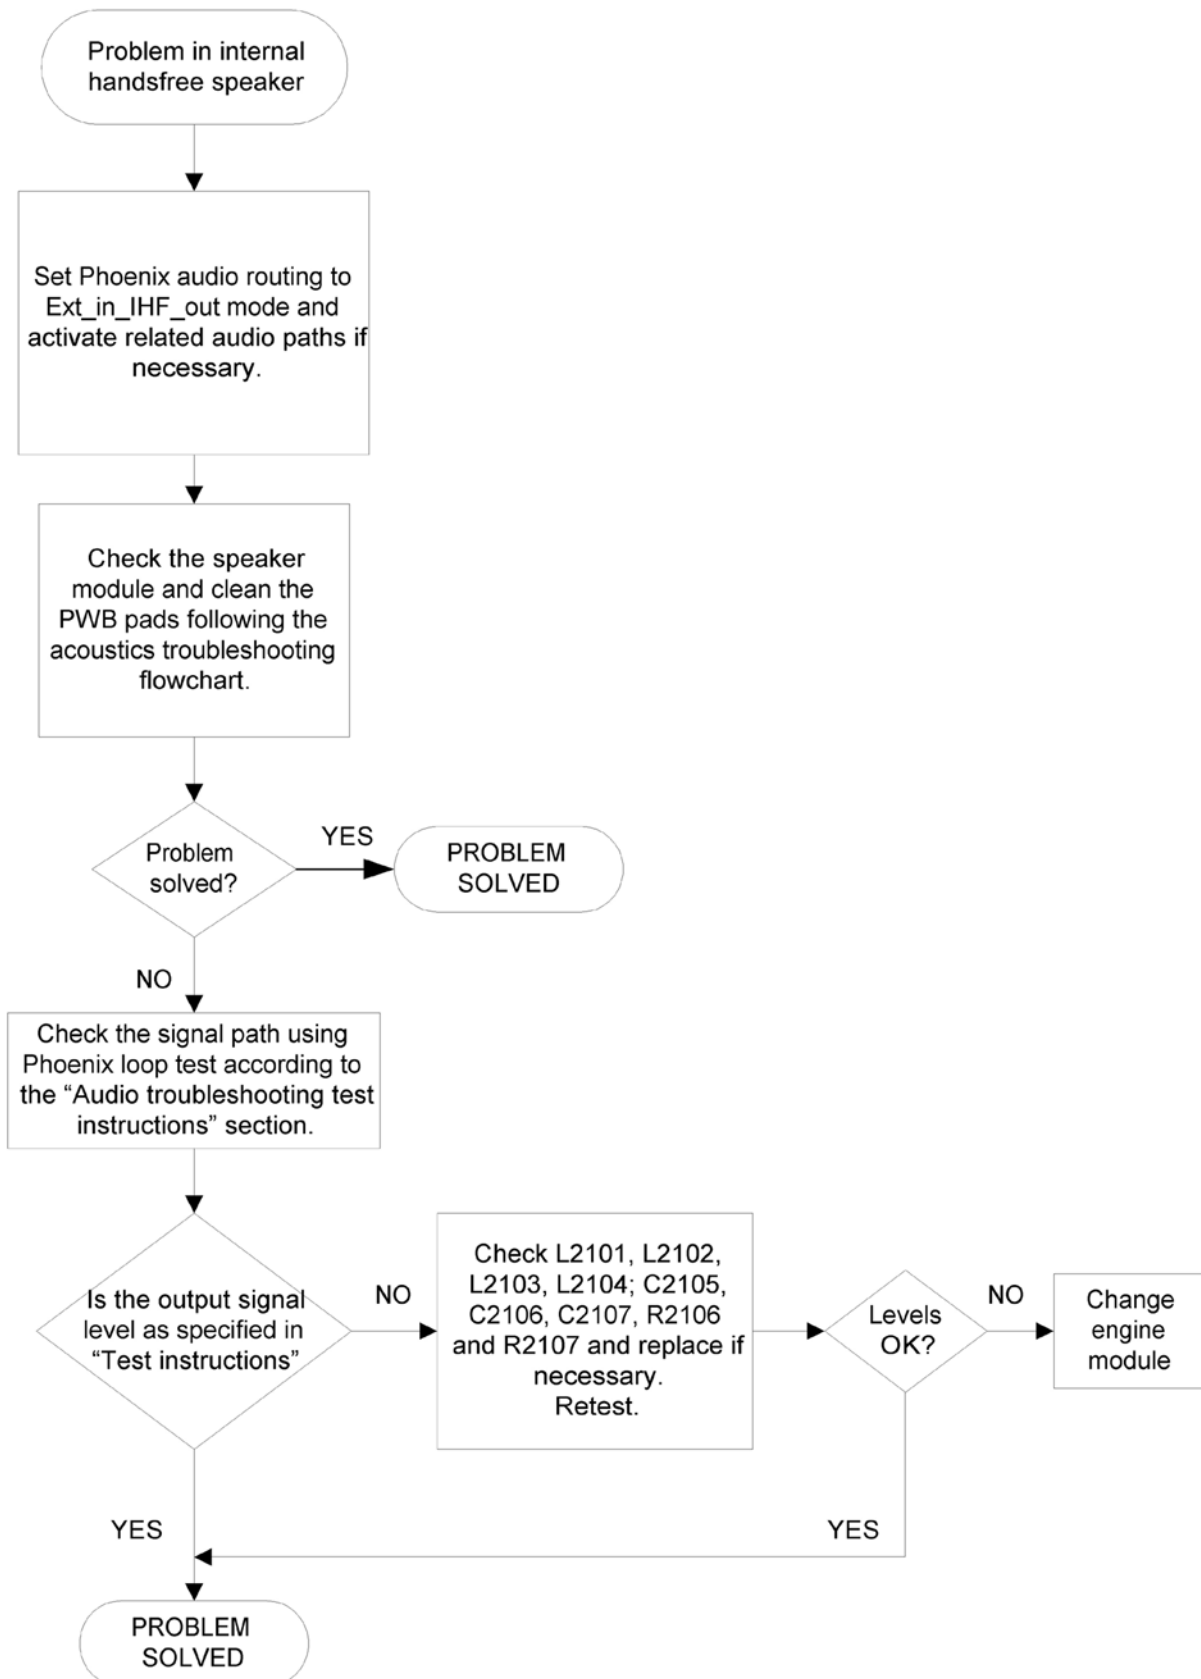 Problem in internal
handsfree speaker
Set Phoenix audio routing to
Ext_in_IHF_out mode and
activate related audio paths if
necessary.
Check the speaker
module and clean the
PWB pads following the
acoustics troubleshooting
flowchart.
Problem
solved?
YES
PROBLEM
SOLVED
NO
Check the signal path using
Phoenix loop test according to
the “Audio troubleshooting test
instructions” section.
Is the output signal
level as specified in
“Test instructions”
NO
Check L2101, L2102,
L2103, L2104; C2105,
C2106, C2107, R2106
and R2107 and replace if
necessary.
Retest.
Levels
OK?
NO
Change
engine
module
YES
YES
PROBLEM
SOLVED